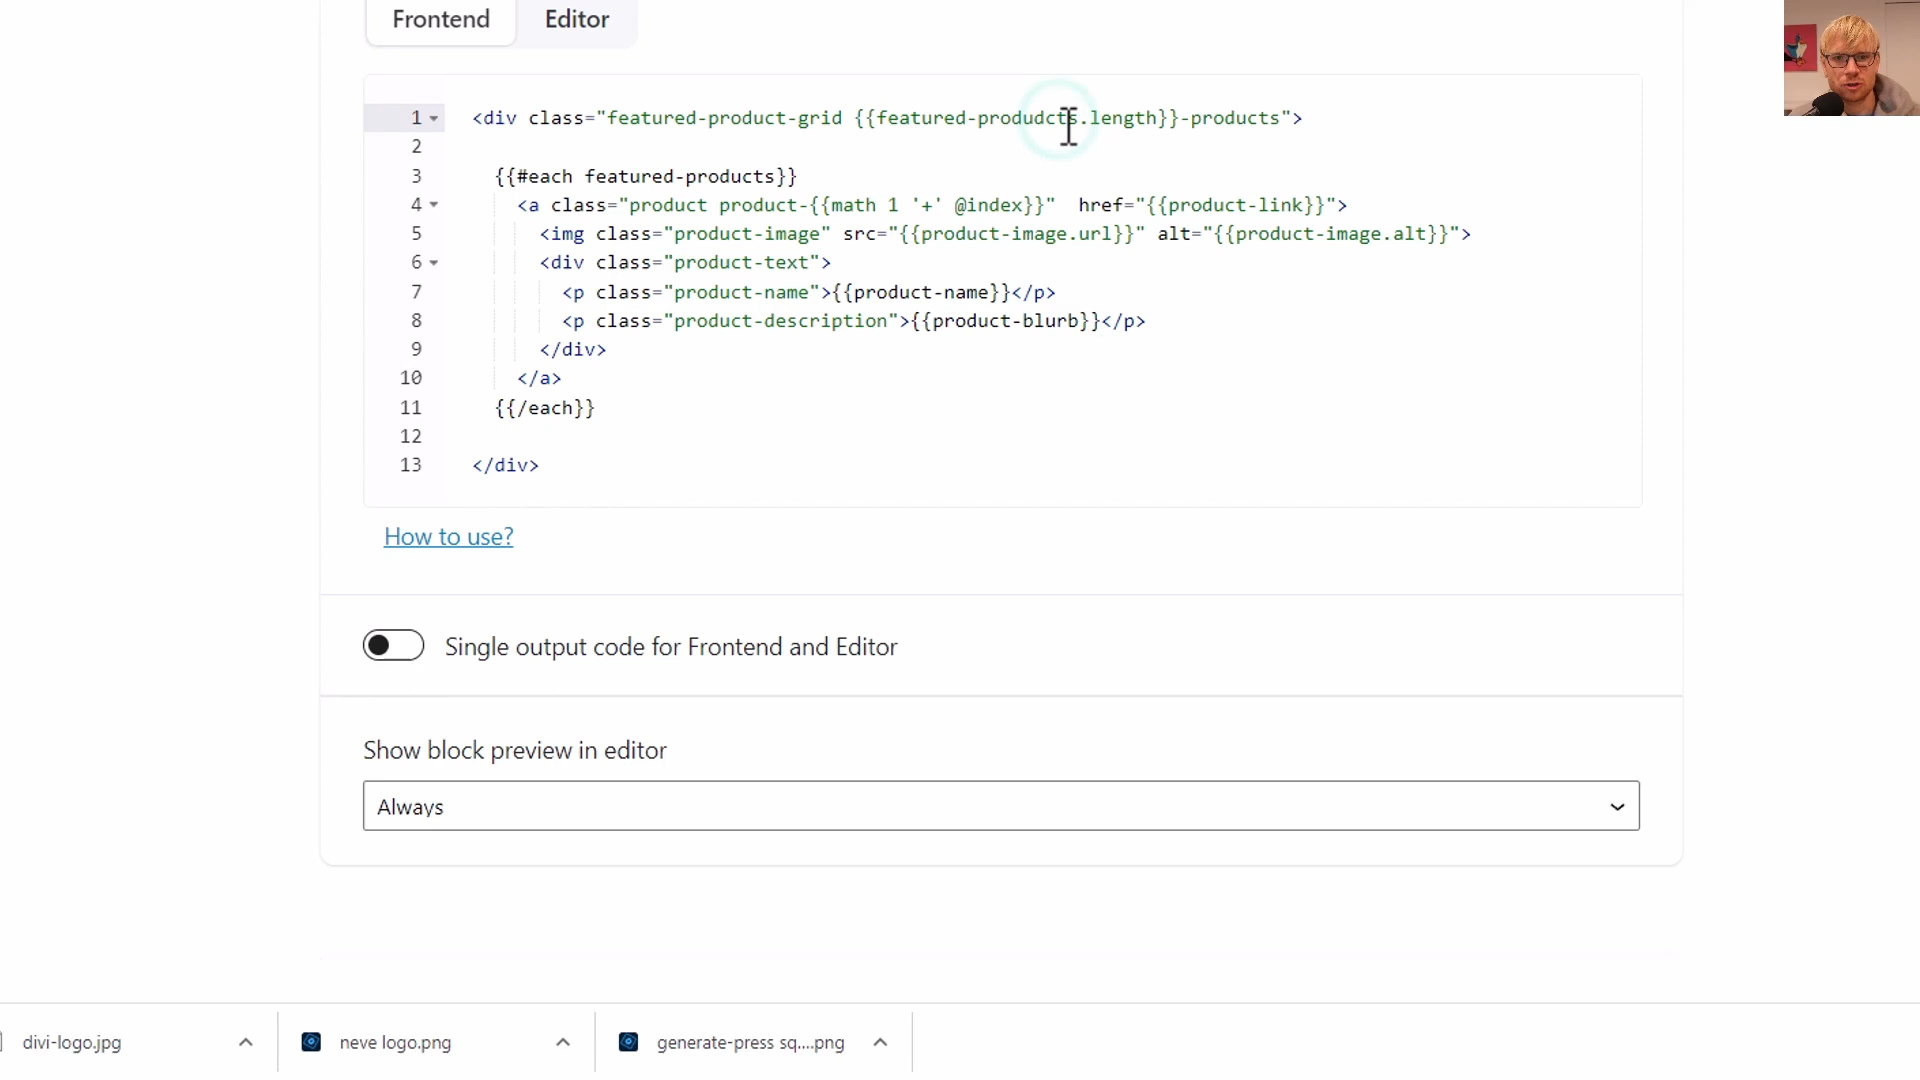 Frontend Editor
1 <div class="featured-product-grid {{featured-produdcts.length}}-products">
2
3 {{#each featured-products}}
4 <a class="product product-{{math 1 '+' @index}}"  href="{{product-link}}">
5 <img class="product-image" src="{{product-image.url}}" alt="{{product-image.alt}}">
6 <div class="product-text">
7 <p class="product-name">{{product-name}}</p>
8 <p class="product-description">{{product-blurb}}</p>
9 </div>
10 </a>
11 {{/each}}
12
13 </div>
How to use?
Single output code for Frontend and Editor
Show block preview in editor
Always
divi-logo.jpg neve logo.png generate-press sq....png